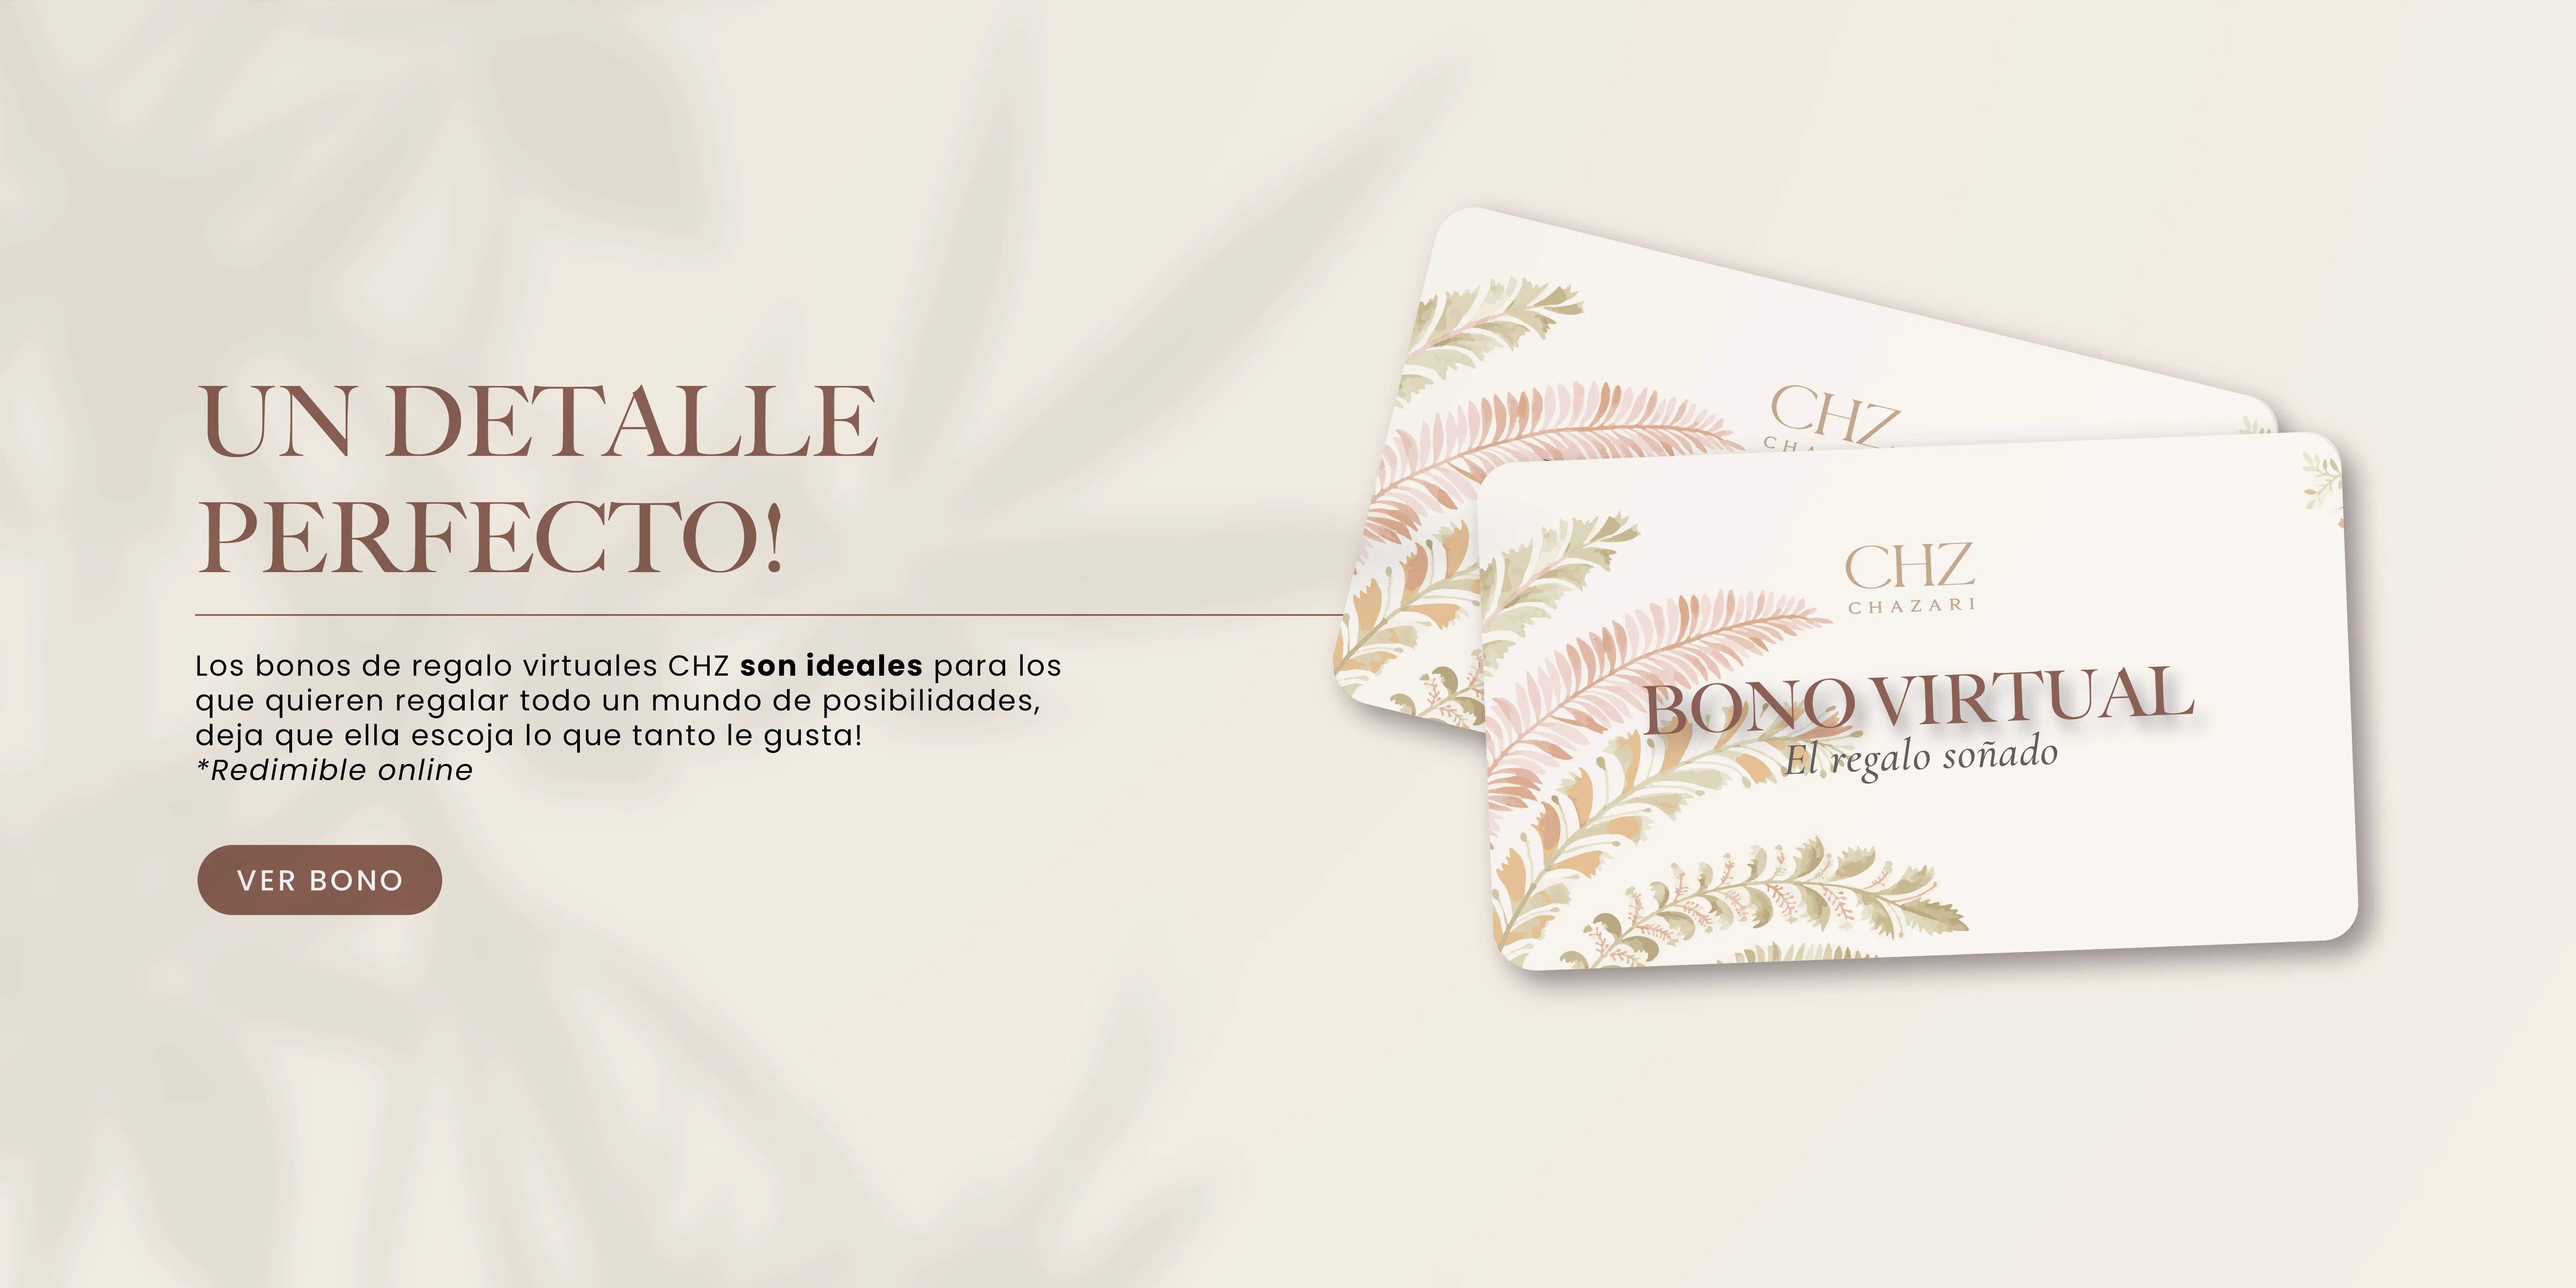 UN DETALLE
PERFECTO!
Los bonos de regalo virtuales CHZ son ideales para los
que quieren regalar todo un mundo de posibilidades,
deja que ella escoja lo que tanto le gusta!
*Redimible online
VER BONO
CHZ
CHZ
CHAZARI
BONO VIRTUAL
El regalo soñado